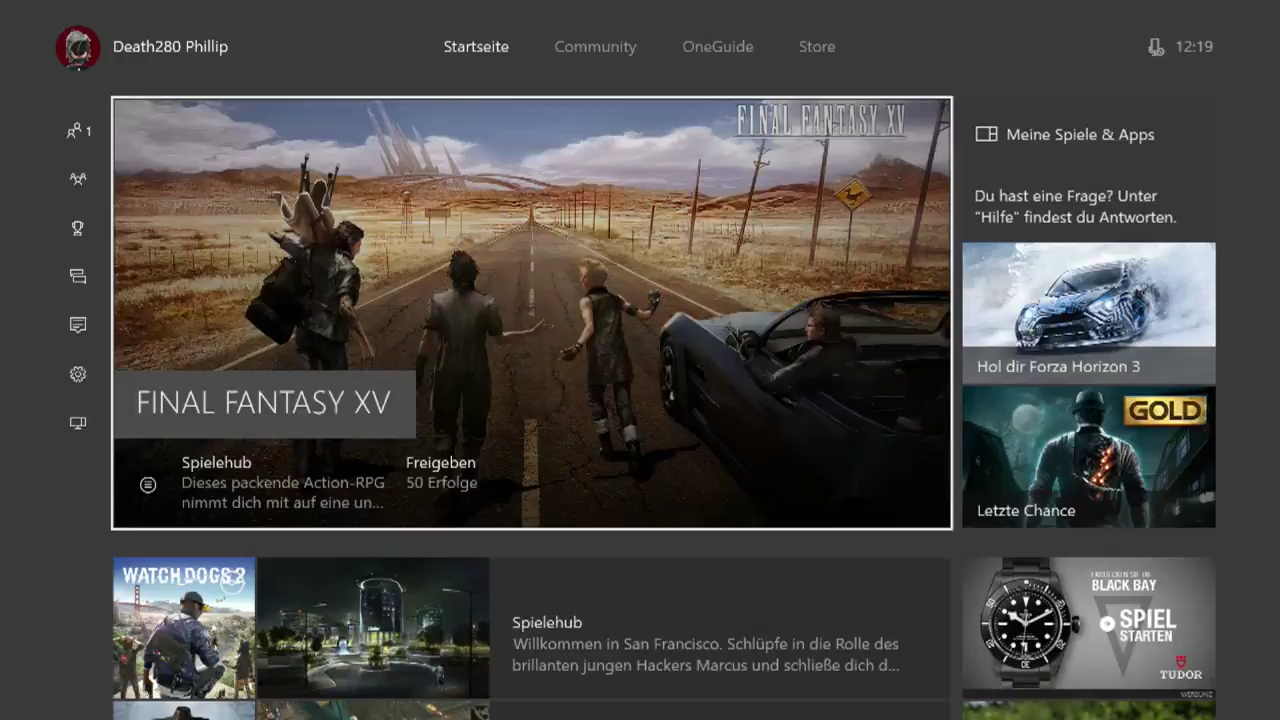 Death280 Phillip
Startseite
Community
OneGuide
Store
12:19
1
FINAL FANTASY XV
FINAL FANTASY XV
Spielehub
Dieses packende Action-RPG
nimmt dich mit auf eine un...
Freigeben
50 Erfolge
Meine Spiele & Apps
Du hast eine Frage? Unter
"Hilfe" findest du Antworten.
Hol dir Forza Horizon 3
GOLD
Letzte Chance
WATCH DOGS 2
Spielehub
Willkommen in San Francisco. Schlüpfe in die Rolle des
brillanten jungen Hackers Marcus und schließe dich d...
BLACK BAY
SPIEL
STARTEN
TUDOR
WERBUNG